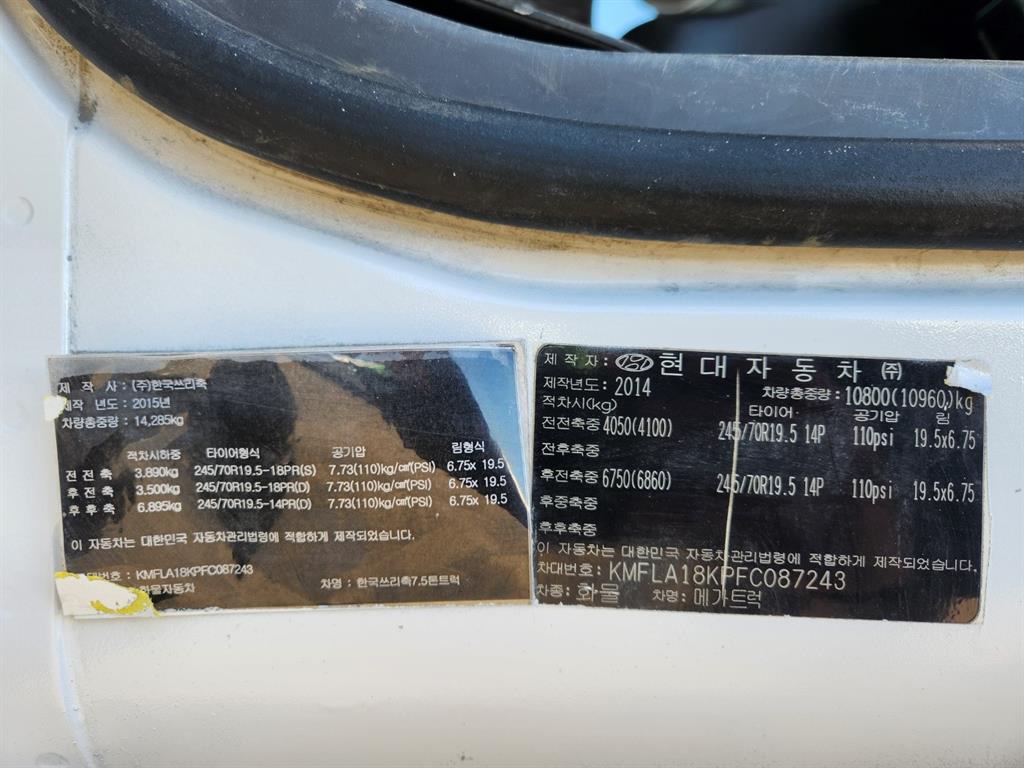 제 작 사 : (주)한국쓰리축
제작 년도 : 2015년
차량총중량 : 14,285kg
적차시하중 타이어형식 공기압 림형식
전 전 축 3.890kg 245/70R19.5-18PR(S) 7.73(110)kg/㎠(PSI) 6.75x 19.5
후 전 축 3.500kg 245/70R19.5-18PR(D) 7.73(110)kg/㎠(PSI) 6.75x 19.5
후 후 축 6.895kg 245/70R19.5-14PR(D) 7.73(110)kg/㎠(PSI) 6.75x 19.5
이 자동차는 대한민국 자동차관리법령에 적합하게 제작되었음.
대번호 : KMFLA18KPFC087243 차명 : 한국쓰리축7.5톤트럭
화물자동차
제 작 자 : 현 대 자 동 차 ㈜
제작년도: 2014 차량총중량: 10800(10960)kg
적차시(kg) 타이어 공기압 림
전전축중 4050(4100) 245/70R19.5 14P 110psi 19.5x6.75
전후축중
후전축중 6750(6860) 245/70R19.5 14P 110psi 19.5x6.75
후중축중
후후축중
이 자동차는 대한민국 자동차관리법령에 적합하게 제작되었음.
차대번호: KMFLA18KPFC087243
차종: 화물 차명: 메가트럭